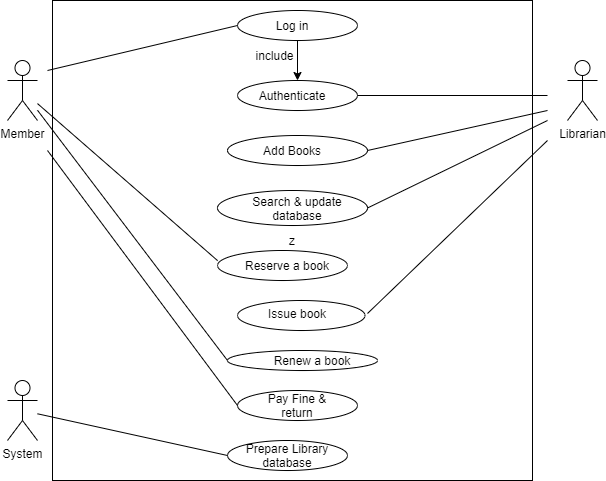 Log in
include
Authenticate
Member
Librarian
Add Books
Search & update
database
z
Reserve a book
Issue book
Renew a book
Pay Fine &
return
System
Prepare Library
database